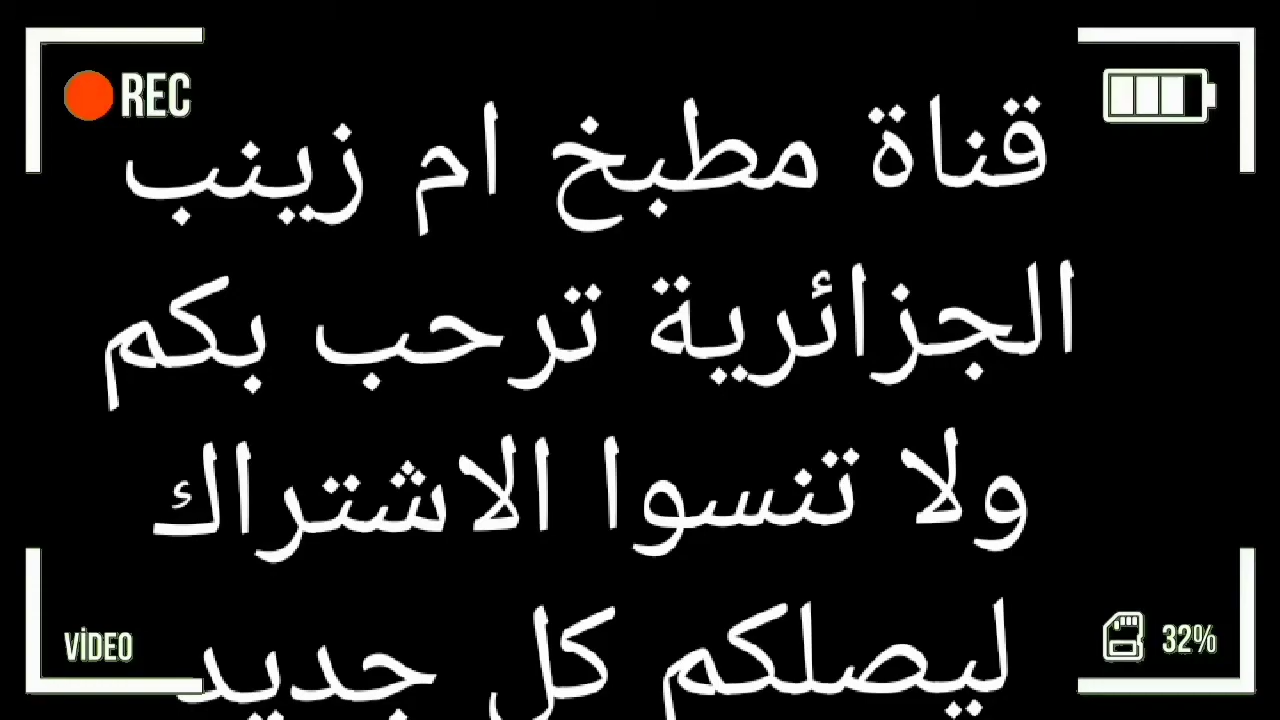 REC
قناة مطبخ ام زينب
الجزائرية ترحب بكم
ولا تنسوا الاشتراك
ليصلكم كل جديد
VİDEO
32%